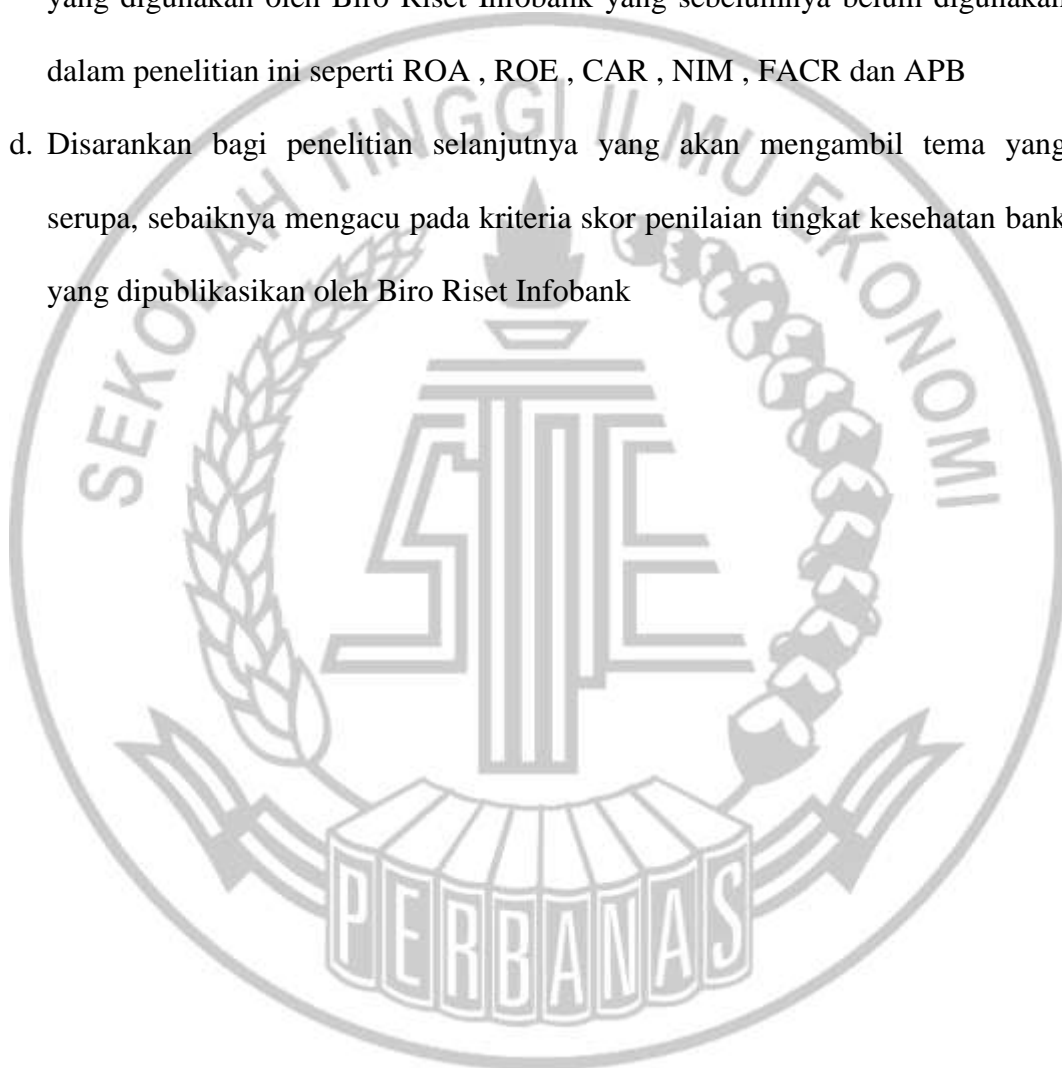 yang digunakan oleh Biro Riset Infobank yang sebelumnya belum digunakan
dalam penelitian ini seperti ROA , ROE , CAR , NIM , FACR dan APB
d. Disarankan bagi penelitian selanjutnya yang akan mengambil tema yang
serupa, sebaiknya mengacu pada kriteria skor penilaian tingkat kesehatan bank
yang dipublikasikan oleh Biro Riset Infobank
SEKOLAH TINGGI ILMU EKONOMI
STIE
PERBANAS